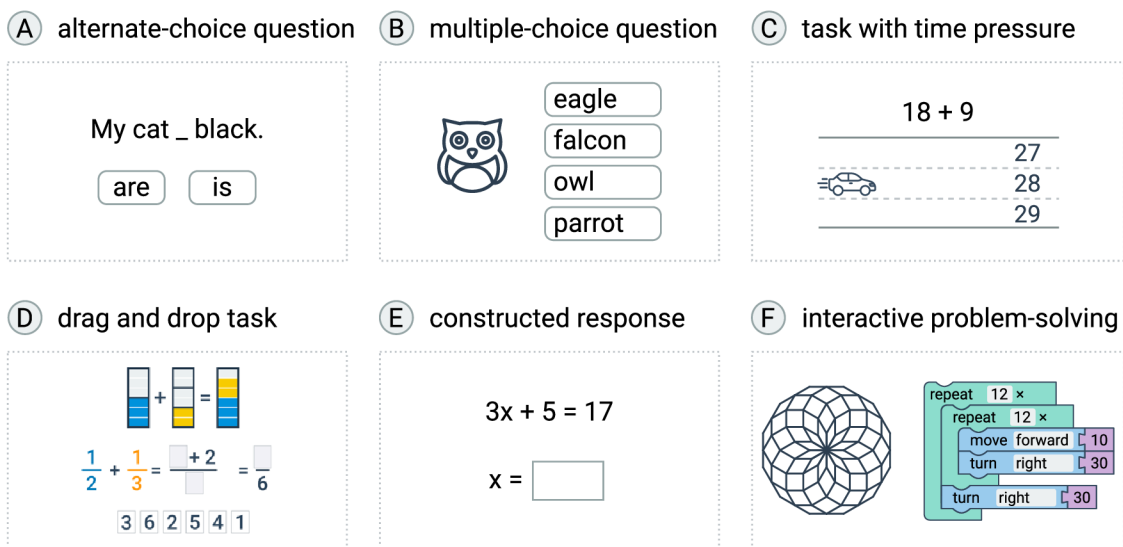 A alternate-choice question
My cat _ black.
are is
B multiple-choice question
eagle
falcon
owl
parrot
C task with time pressure
18 + 9
27
28
29
D drag and drop task
+ =
1/2 + 1/3 = +2 = /6
3 6 2 5 4 1
E constructed response
3x + 5 = 17
x =
F interactive problem-solving
repeat 12 ×
repeat 12 ×
move forward 10
turn right 30
turn right 30